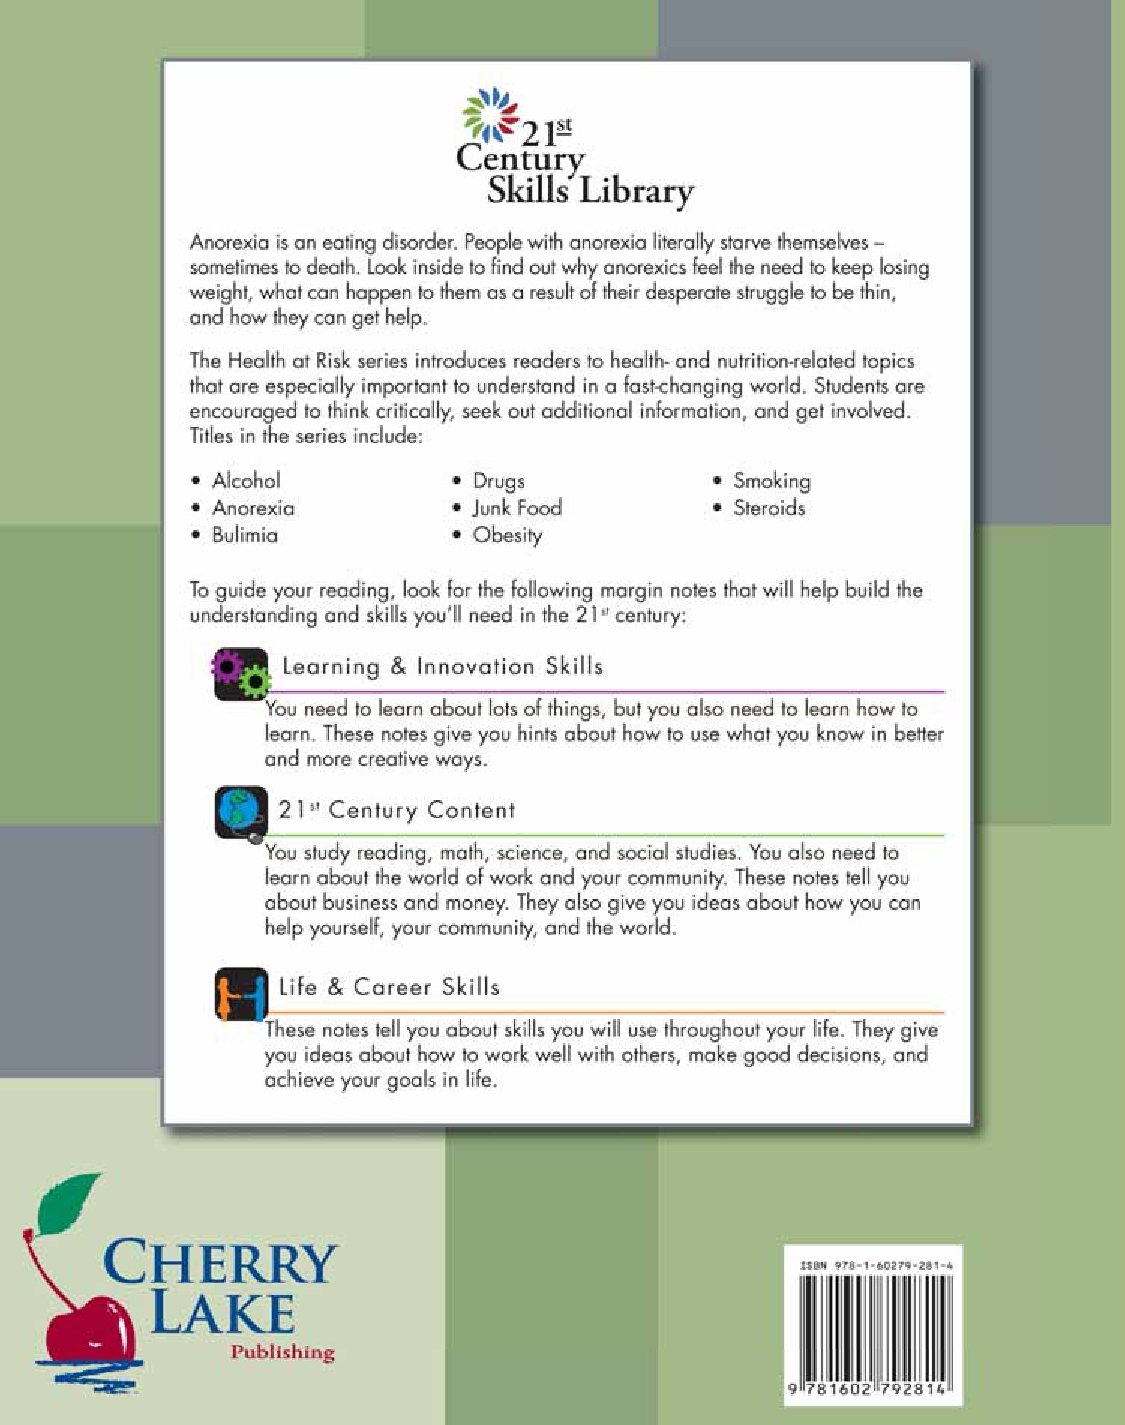 21st
Century
Skills Library
Anorexia is an eating disorder. People with anorexia literally starve themselves –
sometimes to death. Look inside to find out why anorexics feel the need to keep losing
weight, what can happen to them as a result of their desperate struggle to be thin,
and how they can get help.
The Health at Risk series introduces readers to health- and nutrition-related topics
that are especially important to understand in a fast-changing world. Students are
encouraged to think critically, seek out additional information, and get involved.
Titles in the series include:
• Alcohol
• Anorexia
• Bulimia
• Drugs
• Junk Food
• Obesity
• Smoking
• Steroids
To guide your reading, look for the following margin notes that will help build the
understanding and skills you'll need in the 21st century:
Learning & Innovation Skills
You need to learn about lots of things, but you also need to learn how to
learn. These notes give you hints about how to use what you know in better
and more creative ways.
21st Century Content
You study reading, math, science, and social studies. You also need to
learn about the world of work and your community. These notes tell you
about business and money. They also give you ideas about how you can
help yourself, your community, and the world.
Life & Career Skills
These notes tell you about skills you will use throughout your life. They give
you ideas about how to work well with others, make good decisions, and
achieve your goals in life.
CHERRY
LAKE
Publishing
ISBN 978-1-60279-281-4
9 781602 792814